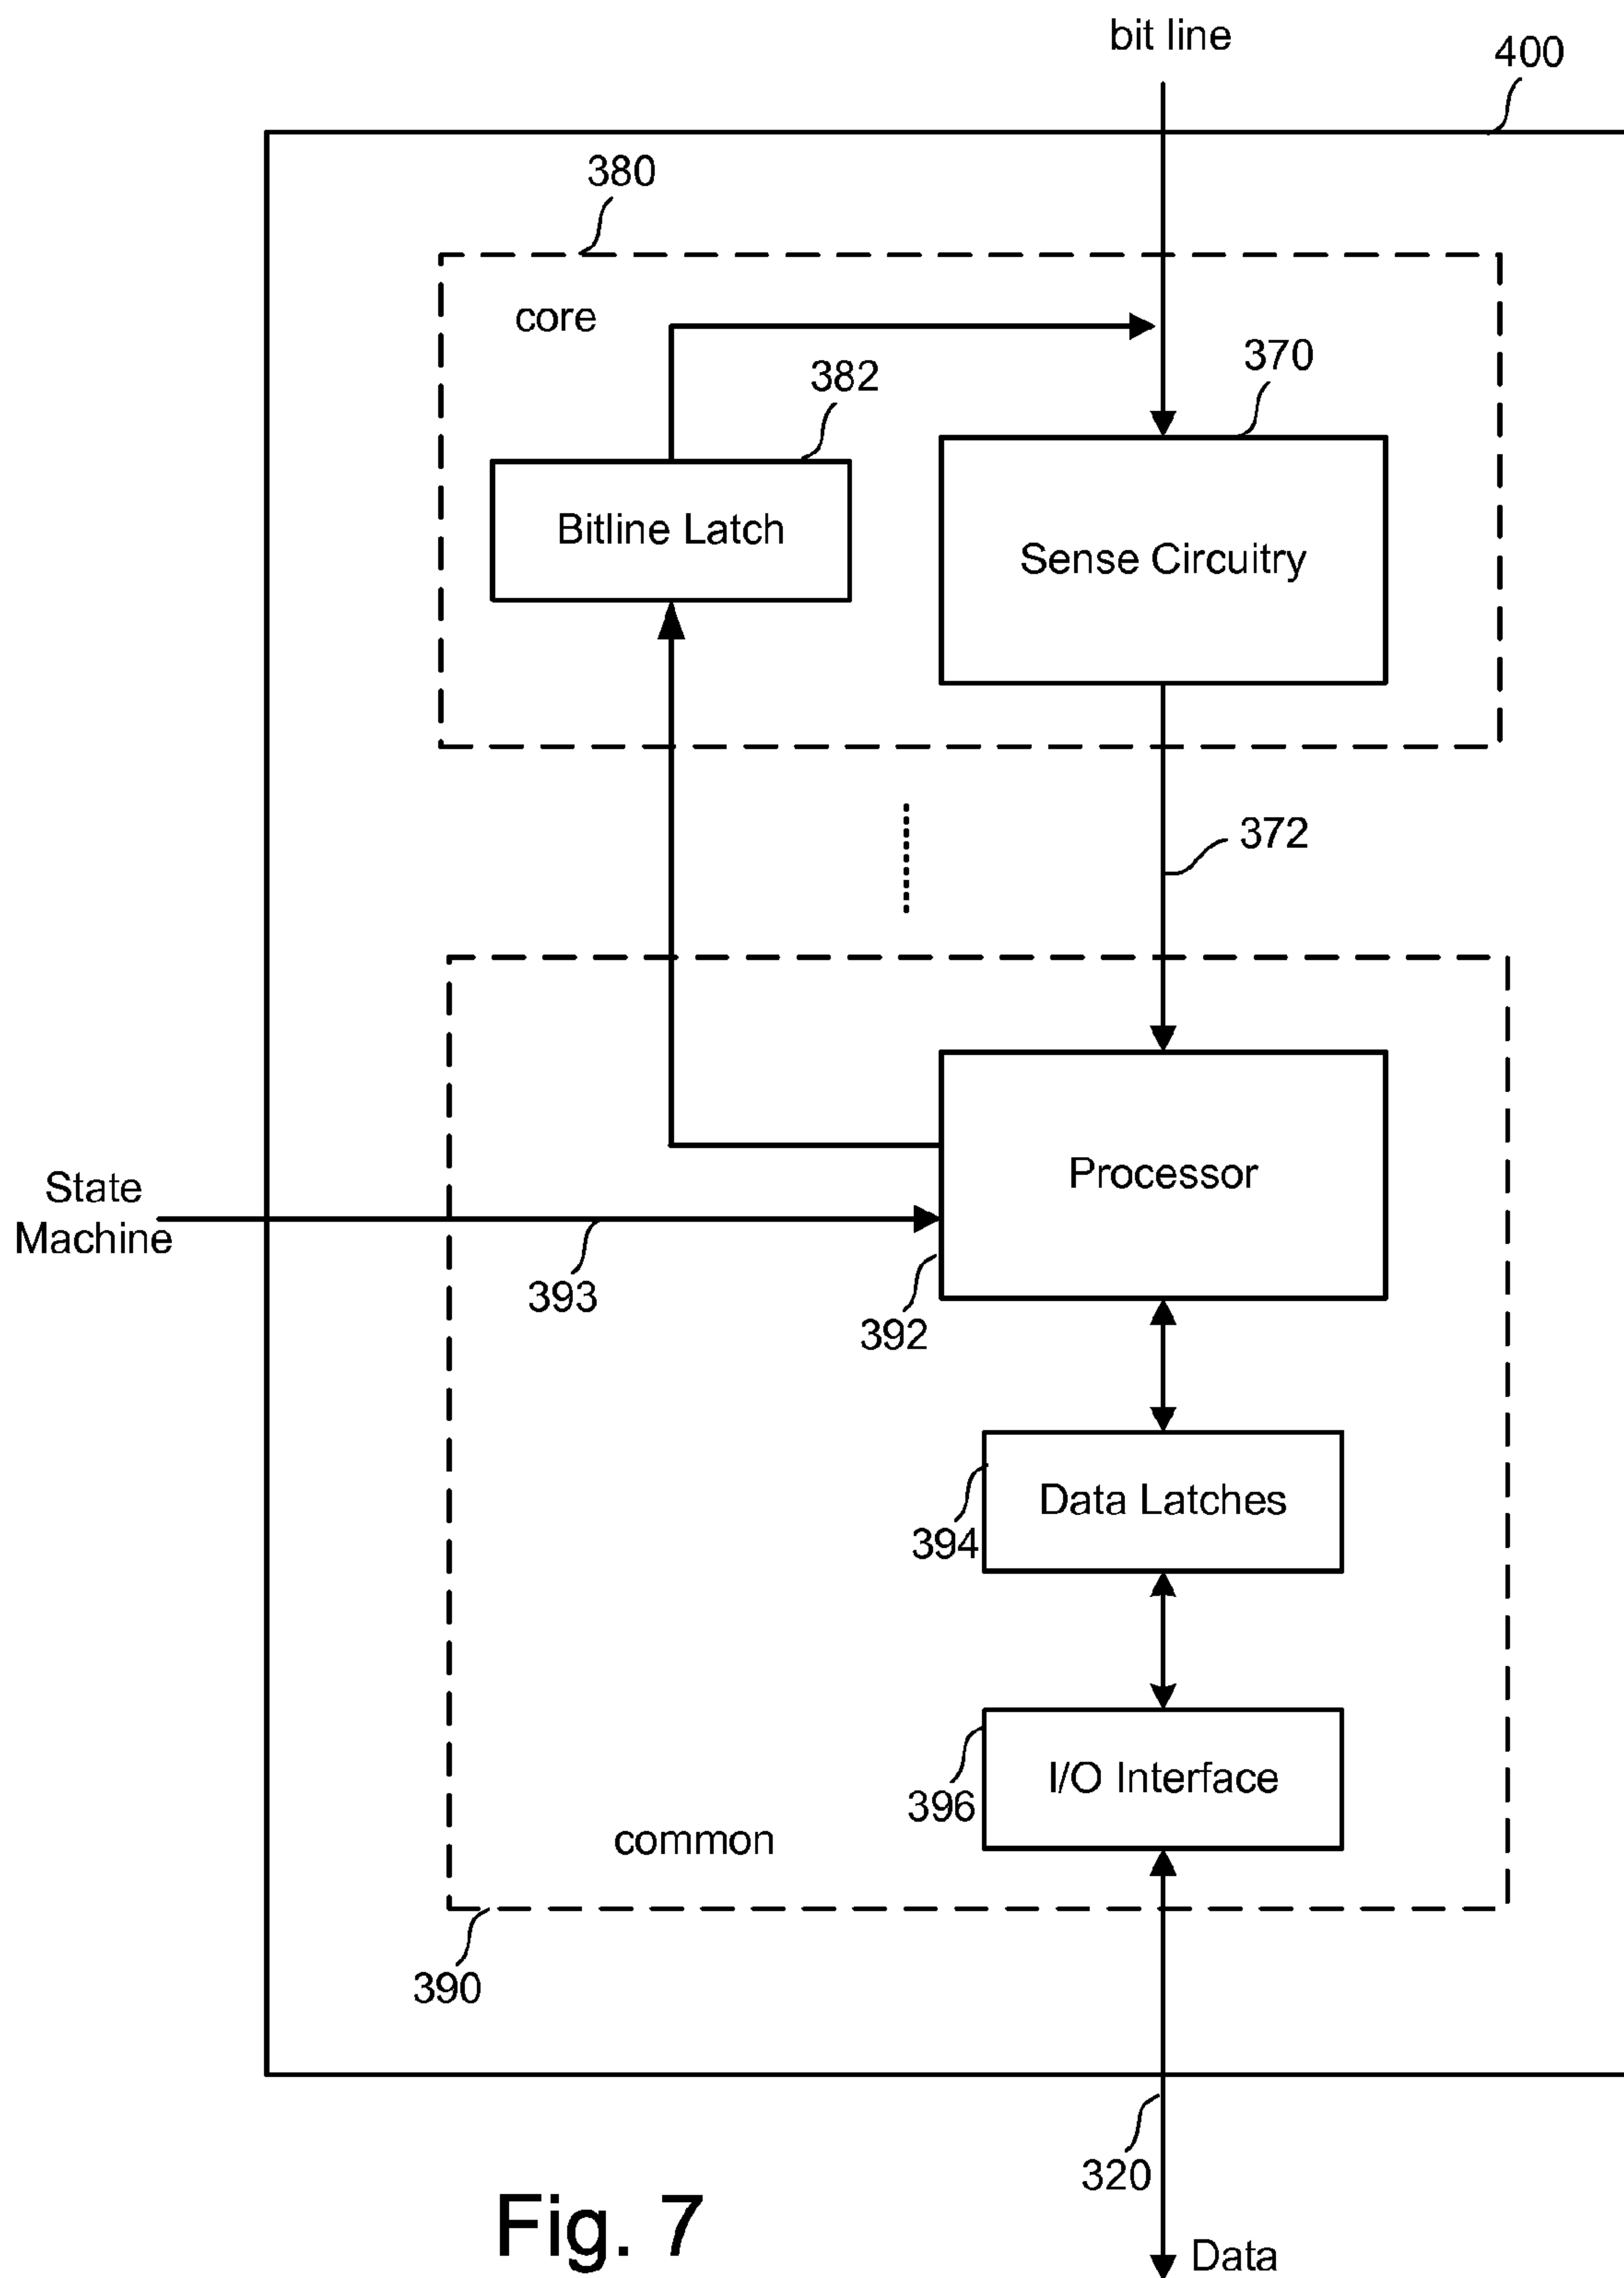 bit line
400
380
core
370
382
Bitline Latch
Sense Circuitry
372
Processor
State
Machine
393
392
Data Latches
394
I/O Interface
396
common
390
320
Fig. 7
Data